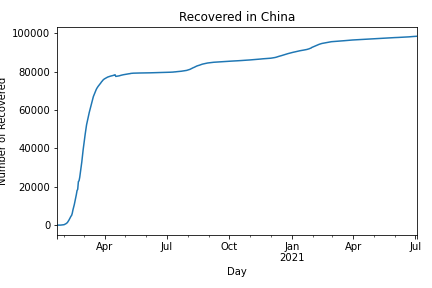 Recovered in China
100000
80000
60000
40000
20000
0
Number of Recovered
Apr
Jul
Oct
Jan
2021
Apr
Jul
Day